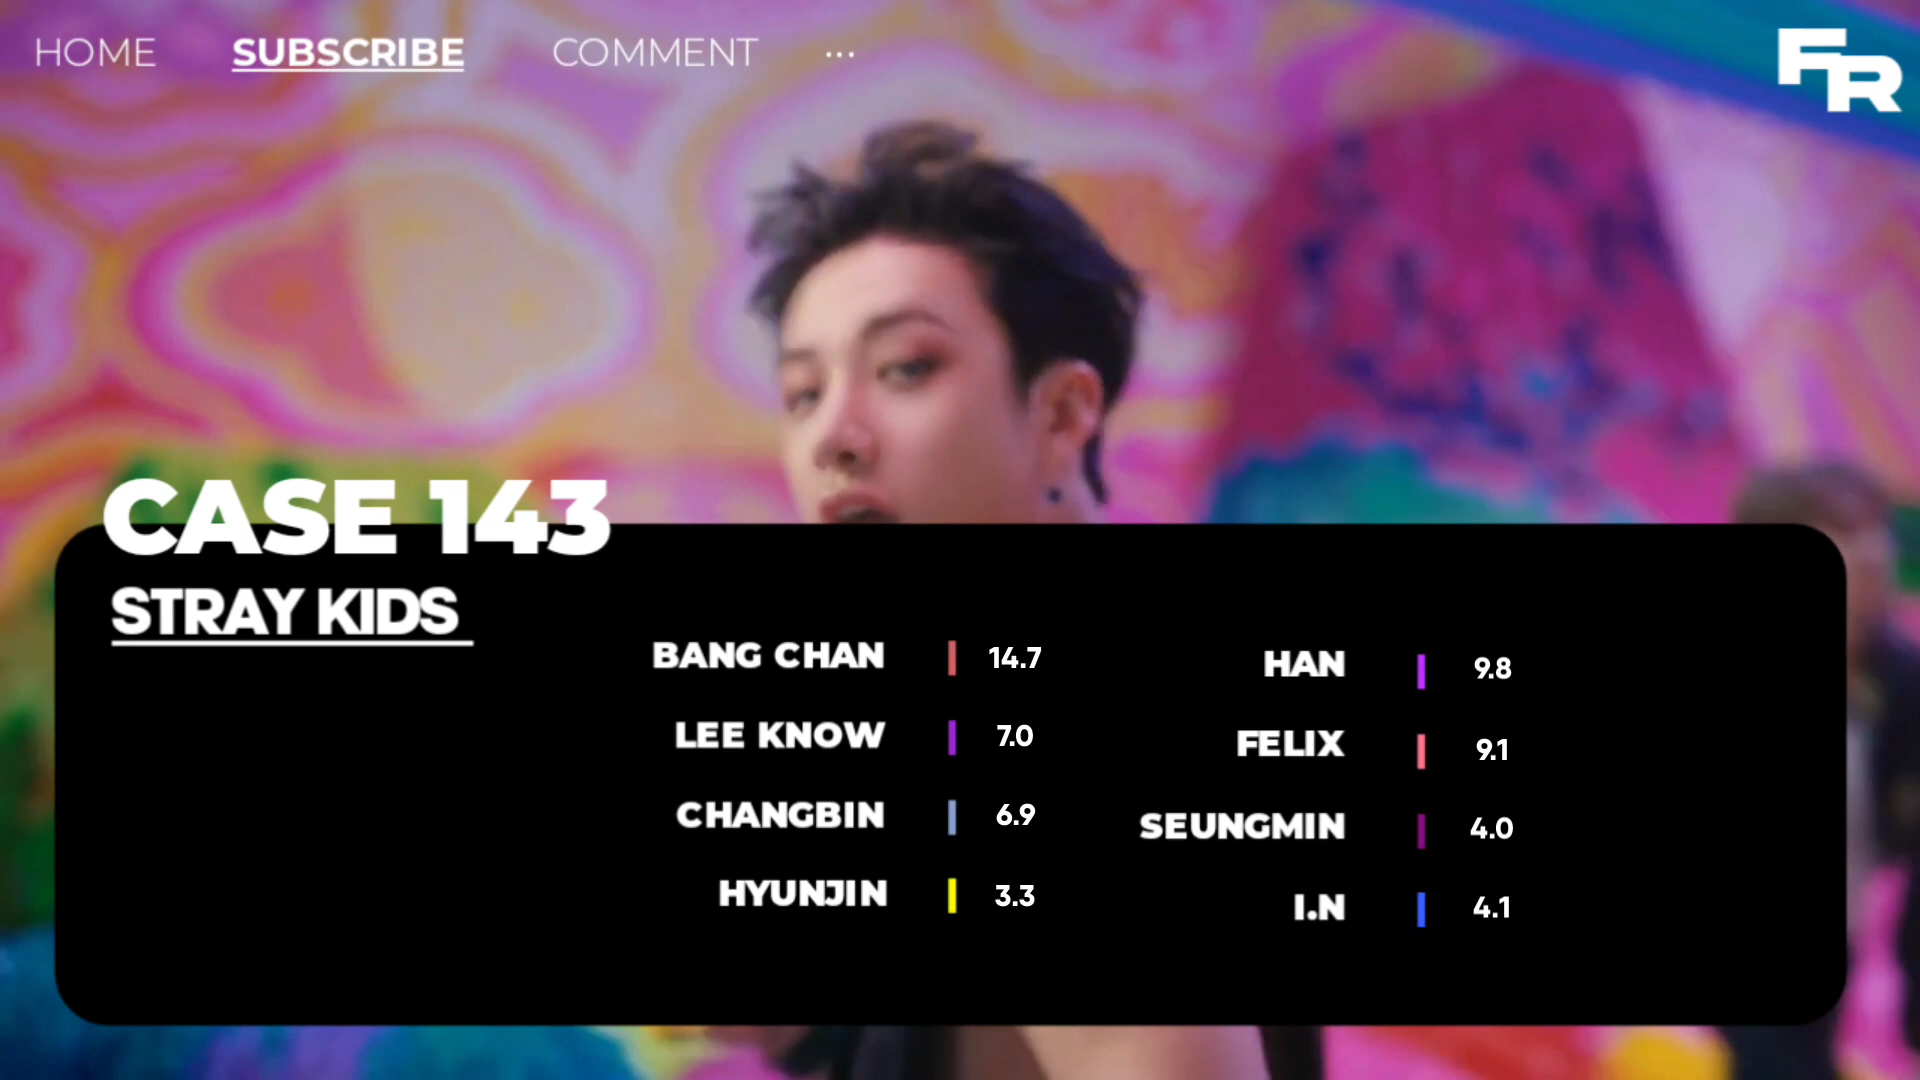 HOME SUBSCRIBE COMMENT ...
FR
CASE 143
STRAY KIDS
BANG CHAN 14.7
LEE KNOW 7.0
CHANGBIN 6.9
HYUNJIN 3.3
HAN 9.8
FELIX 9.1
SEUNGMIN 4.0
I.N 4.1